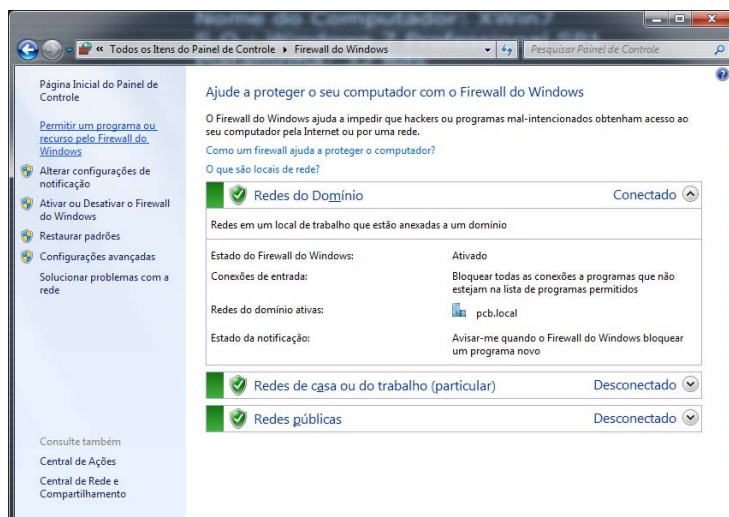 Nome do Computador: XWin7
Todos os Itens do Painel de Controle
Firewall do Windows
Pesquisar Painel de Controle
Página Inicial do Painel de
Controle
Permitir um programa ou
recurso pelo Firewall do
Windows
Alterar configurações de
notificação
Ativar ou Desativar o Firewall
do Windows
Restaurar padrões
Configurações avançadas
Solucionar problemas com a
rede
Consulte também
Central de Ações
Central de Rede e
Compartilhamento
Ajude a proteger o seu computador com o Firewall do Windows
O Firewall do Windows ajuda a impedir que hackers ou programas mal-intencionados obtenham acesso ao
seu computador pela Internet ou por uma rede.
Como um firewall ajuda a proteger o computador?
O que são locais de rede?
Redes do Domínio Conectado
Redes em um local de trabalho que estão anexadas a um domínio
Estado do Firewall do Windows: Ativado
Conexões de entrada: Bloquear todas as conexões a programas que não
estejam na lista de programas permitidos
Redes do domínio ativas: pcb.local
Estado da notificação: Avisar-me quando o Firewall do Windows bloquear
um programa novo
Redes de casa ou do trabalho (particular) Desconectado
Redes públicas Desconectado